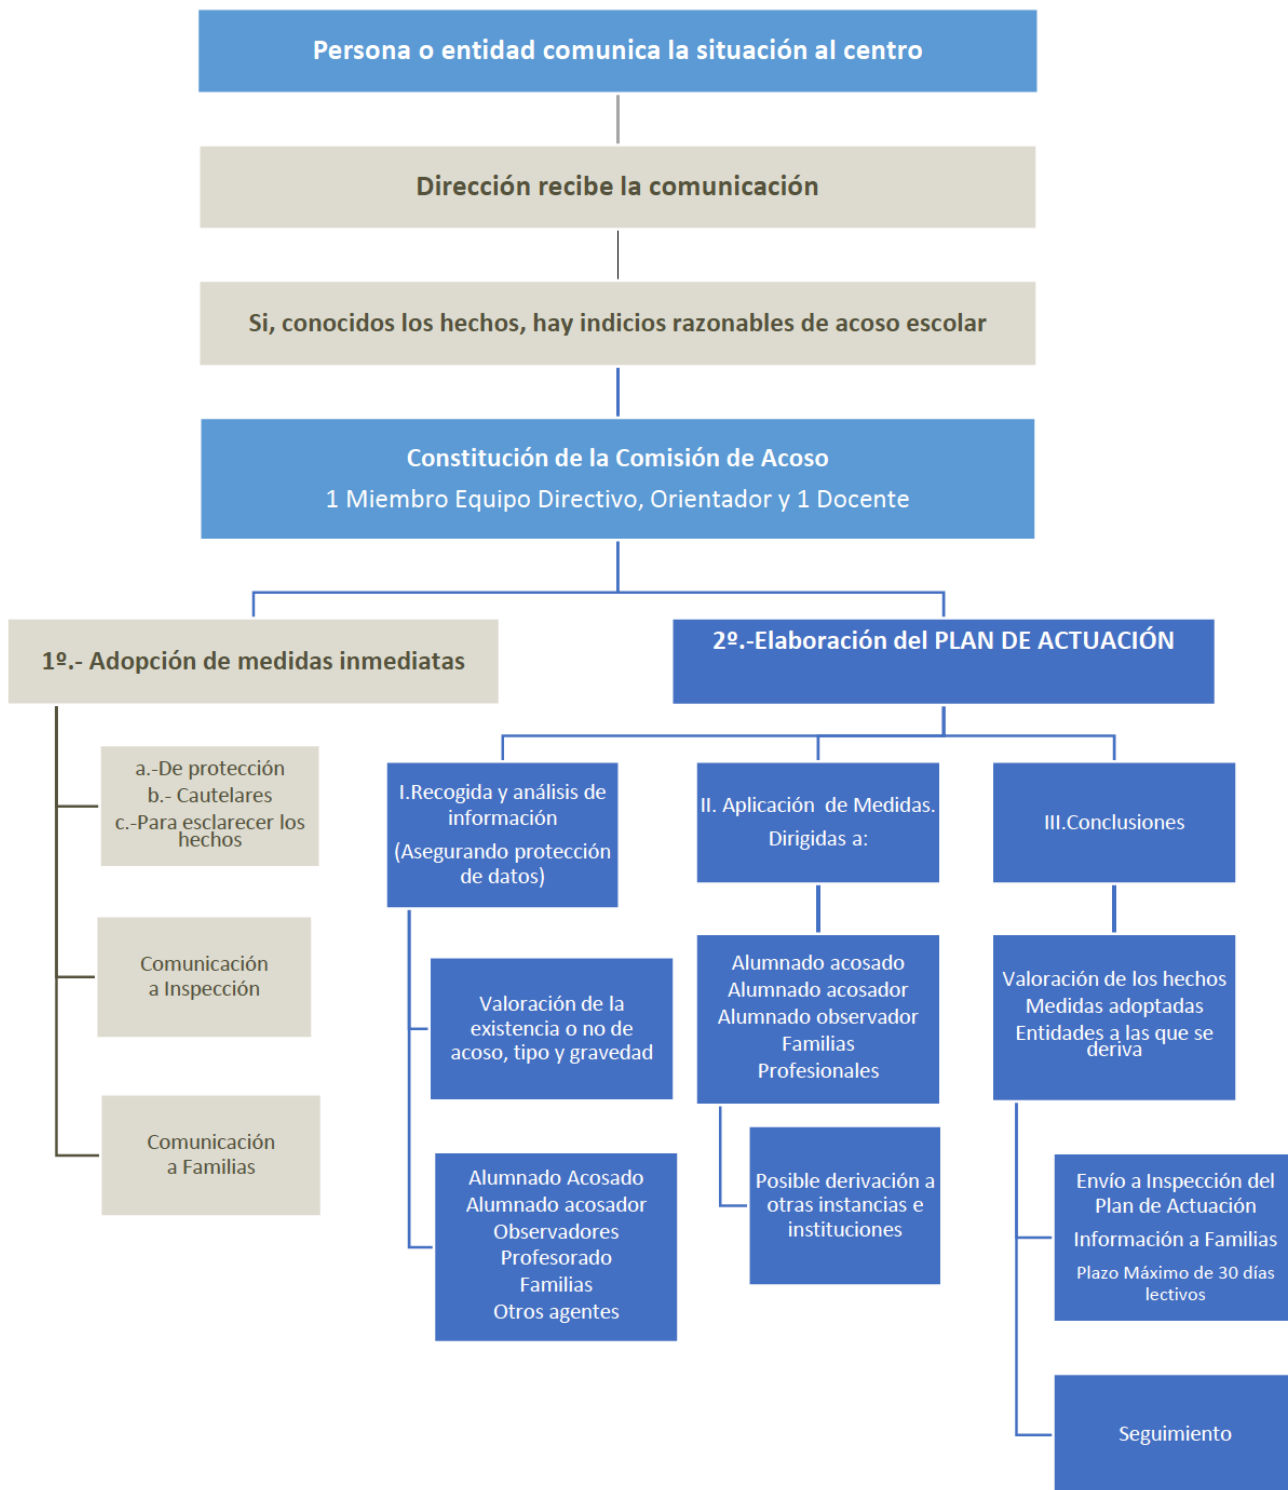 Persona o entidad comunica la situación al centro
Dirección recibe la comunicación
Si, conocidos los hechos, hay indicios razonables de acoso escolar
Constitución de la Comisión de Acoso
1 Miembro Equipo Directivo, Orientador y 1 Docente
1º.- Adopción de medidas inmediatas
a.-De protección
b.- Cautelares
c.-Para esclarecer los
hechos
Comunicación
a Inspección
Comunicación
a Familias
2º.-Elaboración del PLAN DE ACTUACIÓN
I.Recogida y análisis de
información
(Asegurando protección
de datos)
Valoración de la
existencia o no de
acoso, tipo y gravedad
Alumnado Acosado
Alumnado acosador
Observadores
Profesorado
Familias
Otros agentes
II. Aplicación de Medidas.
Dirigidas a:
Alumnado acosado
Alumnado acosador
Alumnado observador
Familias
Profesionales
Posible derivación a
otras instancias e
instituciones
III.Conclusiones
Valoración de los hechos
Medidas adoptadas
Entidades a las que se
deriva
Envío a Inspección del
Plan de Actuación
Información a Familias
Plazo Máximo de 30 días
lectivos
Seguimiento